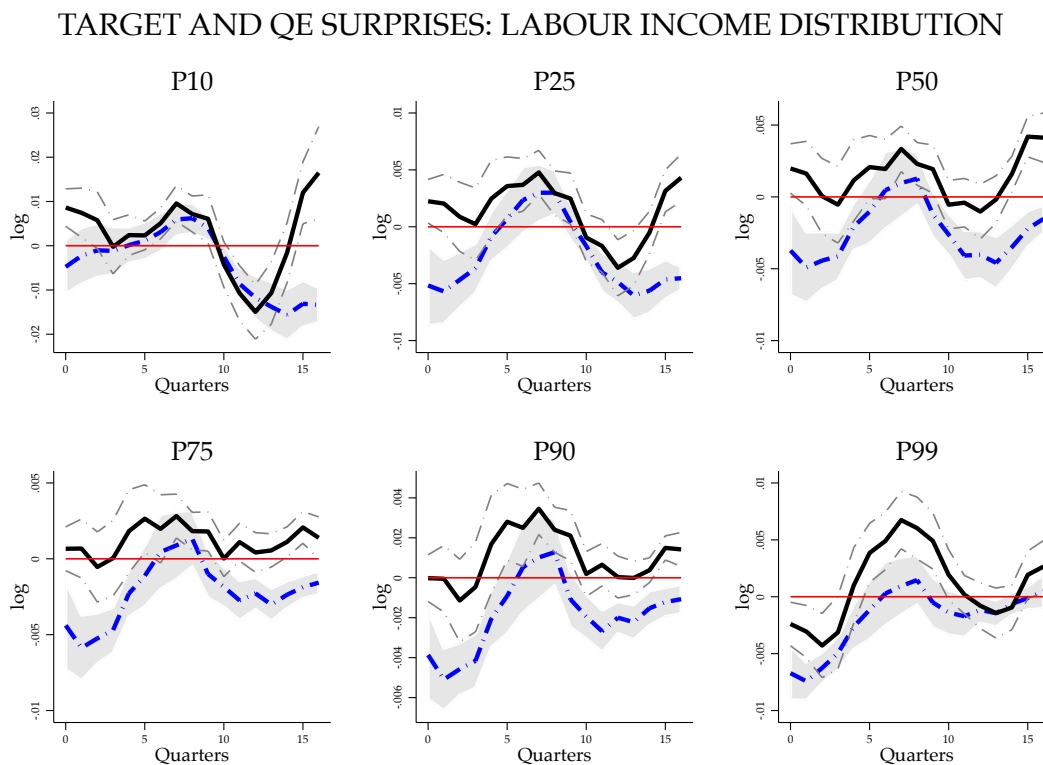 TARGET AND QE SURPRISES: LABOUR INCOME DISTRIBUTION
P10
P25
P50
.03
.02
.01
0
-.01
-.02
log
0
5
10
15
Quarters
.01
.005
0
-.005
-.01
log
0
5
10
15
Quarters
.005
0
-.005
-.01
log
0
5
10
15
Quarters
P75
P90
P99
.005
0
-.005
-.01
log
0
5
10
15
Quarters
.004
.002
0
-.002
-.004
-.006
log
0
5
10
15
Quarters
.01
.005
0
-.005
-.01
log
0
5
10
15
Quarters